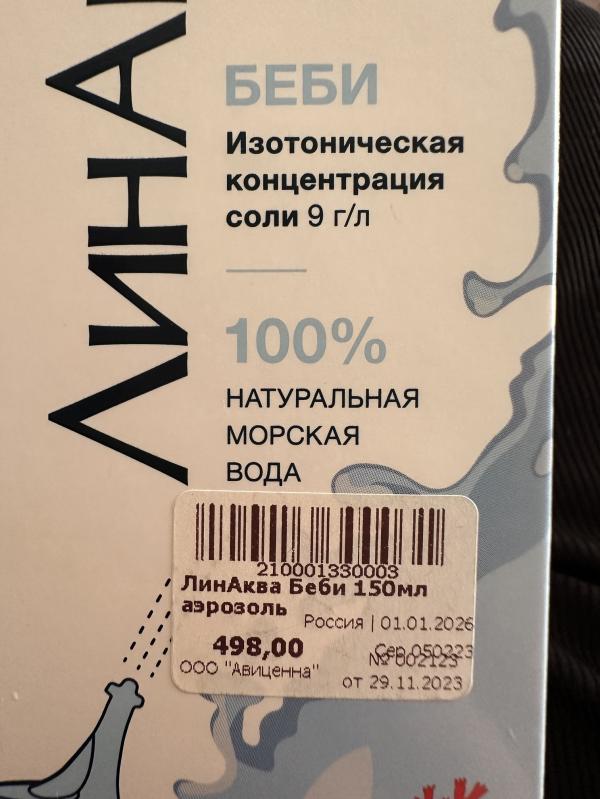 ЛИНА
БЕБИ
Изотоническая
концентрация
соли 9 г/л
100%
НАТУРАЛЬНАЯ
МОРСКАЯ
ВОДА
210001330003
ЛинАква Беби 150мл
аэрозоль
Россия | 01.01.2026
498,00
Сер 050223
№ 002123
ООО "Авиценна"
от 29.11.2023